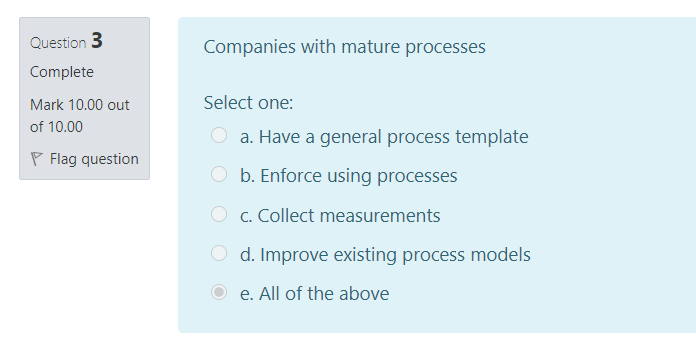 Question 3
Complete
Mark 10.00 out
of 10.00
Flag question
Companies with mature processes
Select one:
a. Have a general process template
b. Enforce using processes
c. Collect measurements
d. Improve existing process models
e. All of the above